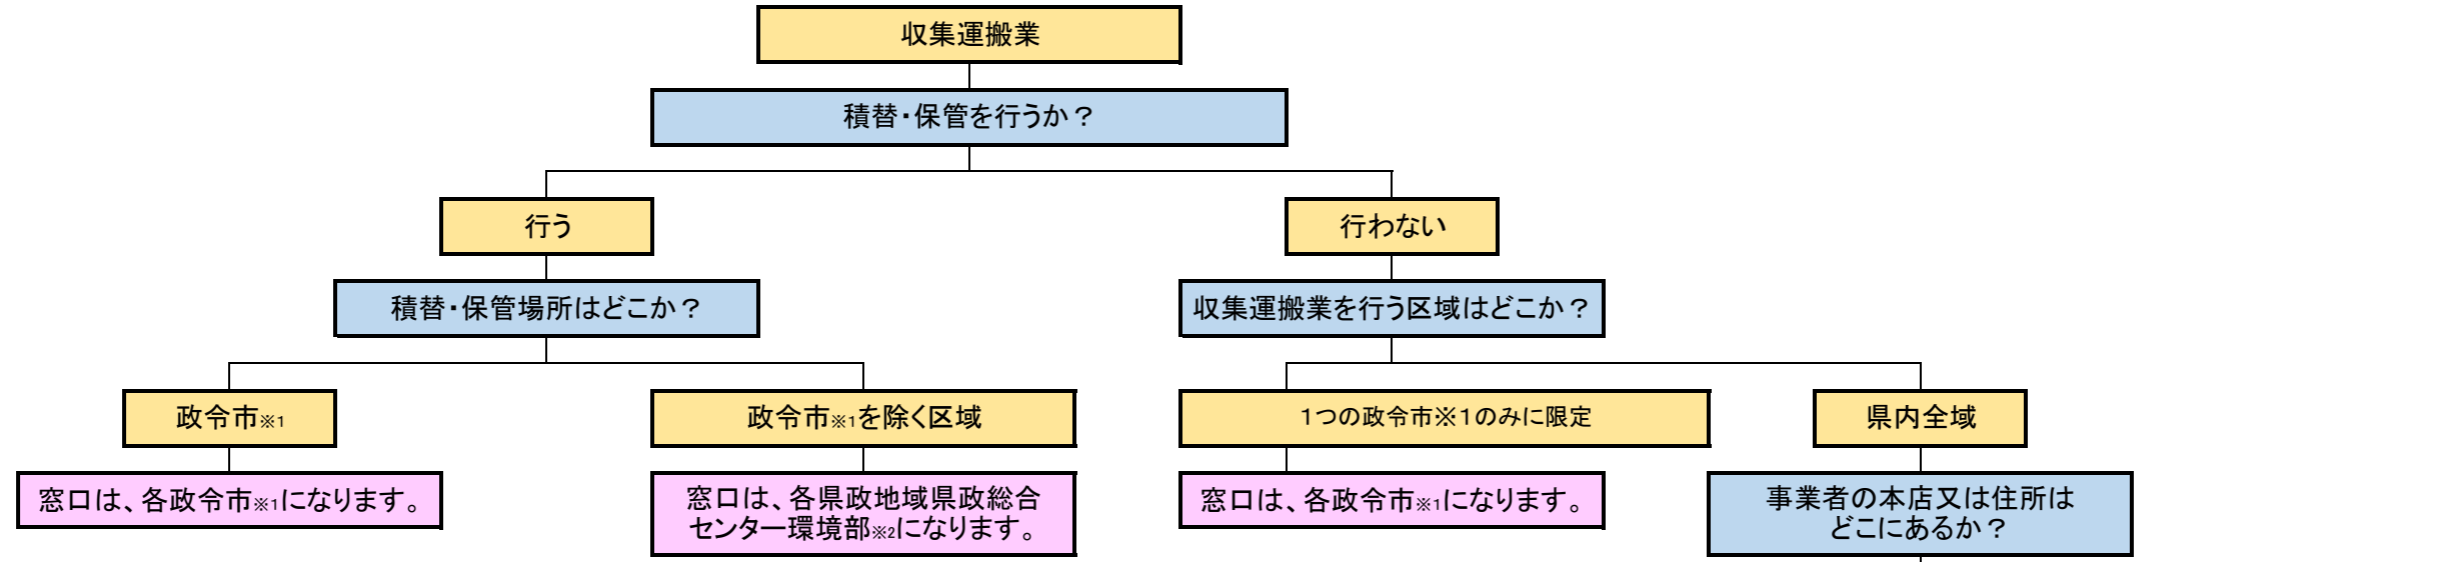 収集運搬業
積替・保管を行うか？
行う
行わない
積替・保管場所はどこか？
収集運搬業を行う区域はどこか？
政令市※1
政令市※1を除く区域
１つの政令市※１のみに限定
県内全域
窓口は、各政令市※1になります。
窓口は、各県政地域県政総合
センター環境部※2になります。
窓口は、各政令市※1になります。
事業者の本店又は住所は
どこにあるか？